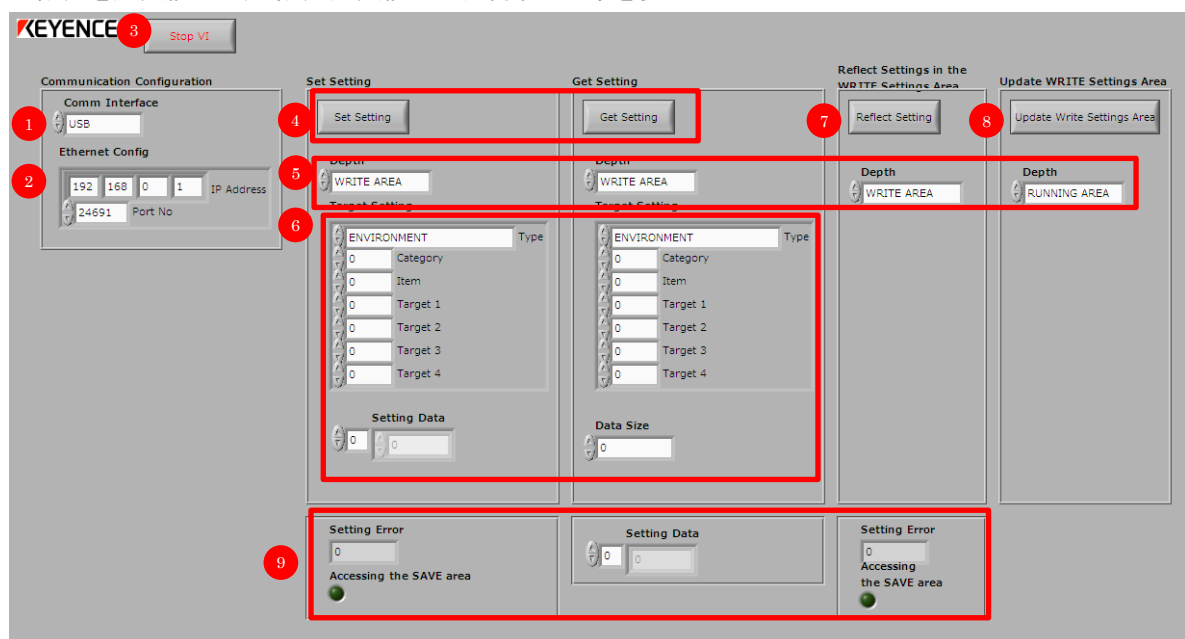 KEYENCE
3
Stop VI
Communication Configuration
Comm Interface
1
USB
Ethernet Config
2
192 168 0 1 IP Address
24691 Port No
Set Setting
4
Set Setting
5
Depth
WRITE AREA
Target Setting
6
ENVIRONMENT Type
0 Category
0 Item
0 Target 1
0 Target 2
0 Target 3
0 Target 4
Setting Data
0 0
Get Setting
Get Setting
Depth
WRITE AREA
Target Setting
ENVIRONMENT Type
0 Category
0 Item
0 Target 1
0 Target 2
0 Target 3
0 Target 4
Data Size
0
Reflect Settings in the
WRITE Settings Area
7
Reflect Setting
Depth
WRITE AREA
Update WRITE Settings Area
8
Update Write Settings Area
Depth
RUNNING AREA
9
Setting Error
0
Accessing the SAVE area
Setting Data
0 0
Setting Error
0
Accessing
the SAVE area